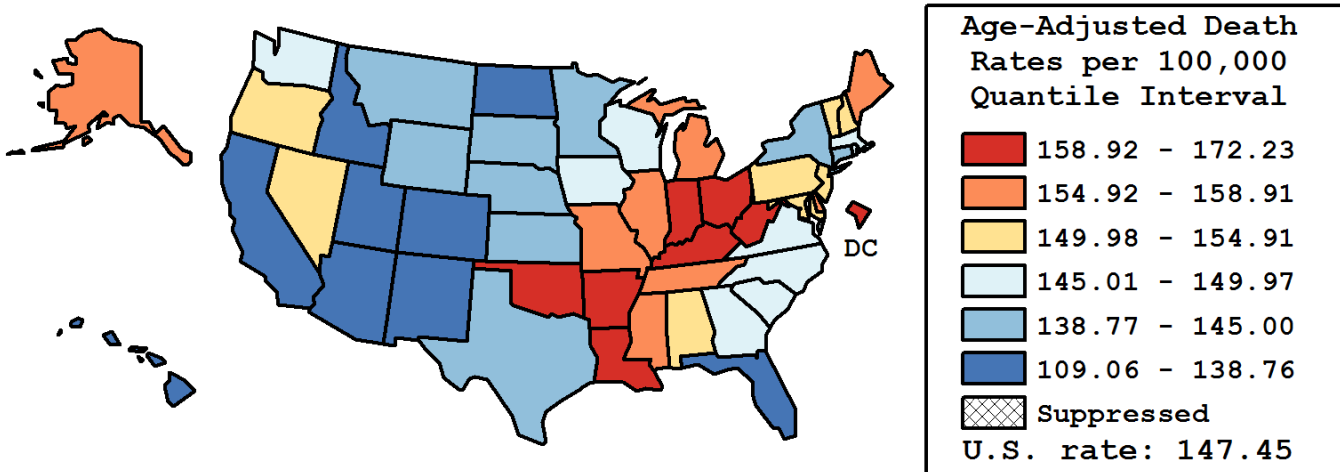 DC
Age-Adjusted Death
Rates per 100,000
Quantile Interval
158.92 - 172.23
154.92 - 158.91
149.98 - 154.91
145.01 - 149.97
138.77 - 145.00
109.06 - 138.76
Suppressed
U.S. rate: 147.45